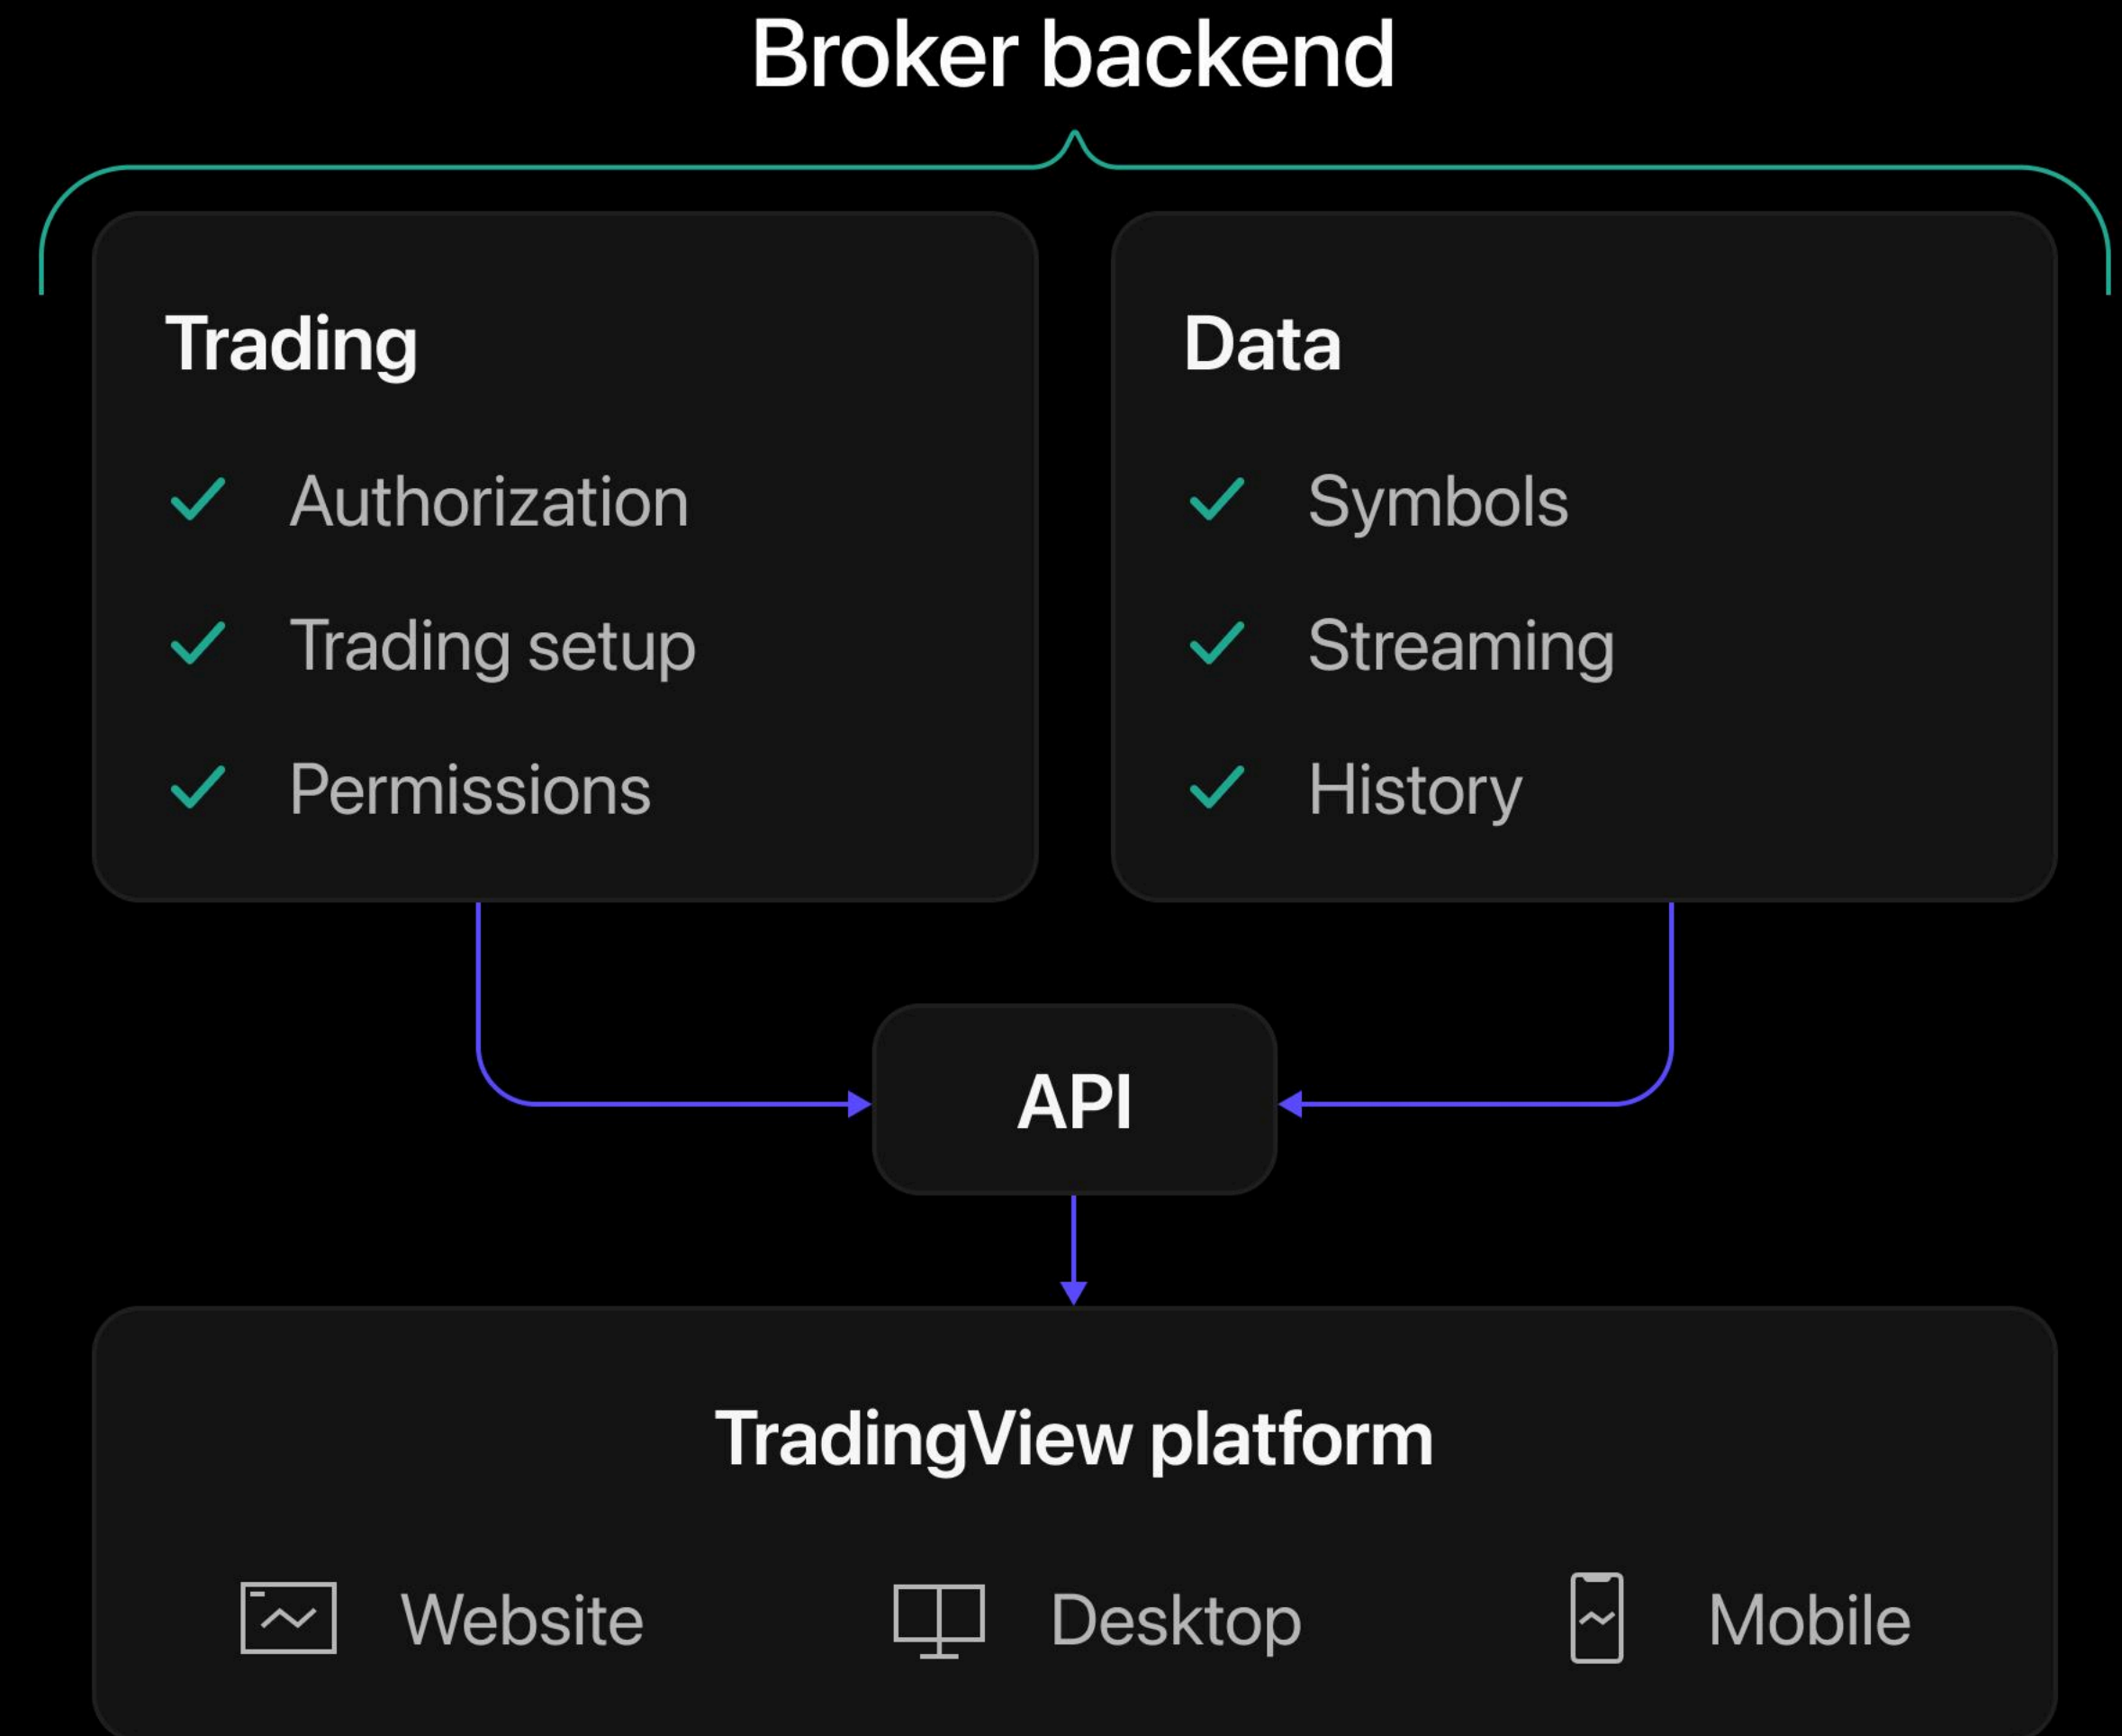 Broker backend
Trading
Authorization
Trading setup
Permissions
Data
Symbols
Streaming
History
API
TradingView platform
Website
Desktop
Mobile